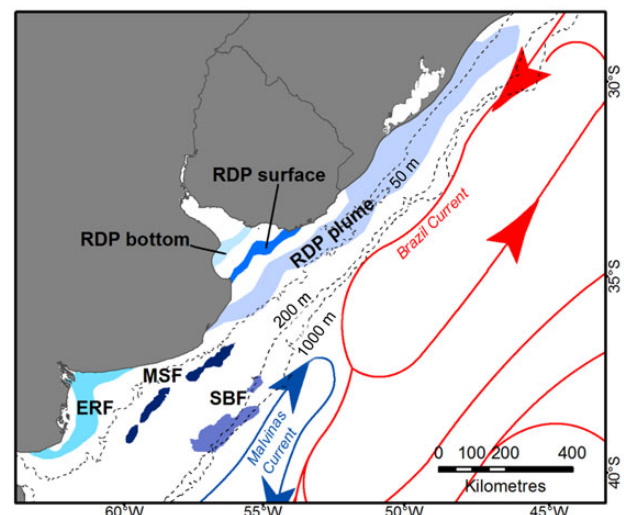 30°S
50 m
RDP surface
RDP plume
Brazil Current
RDP bottom
35°S
200 m
1000 m
MSF
SBF
ERF
Malvinas
Current
0 100 200 400
Kilometres
40°S
60°W 55°W 50°W 45°W